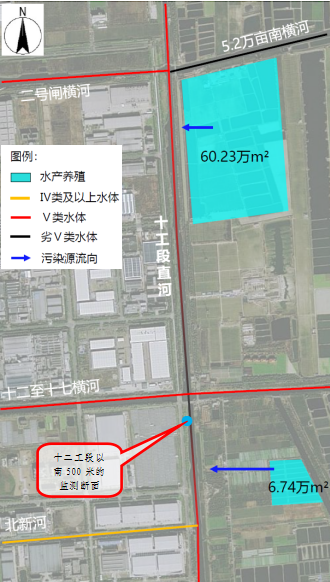 N
5.2万亩南横河
二号闸横河
60.23万m²
图例：
水产养殖
Ⅳ类及以上水体
Ⅴ类水体
劣Ⅴ类水体
污染源流向
十工段直河
十二至十七横河
十二工段以
南 500 米的
监测断面
6.74万m²
北新河